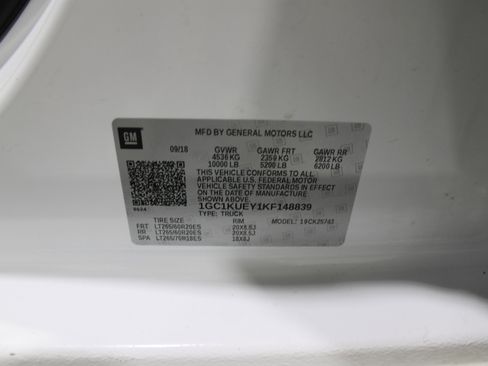 GM
MFD BY GENERAL MOTORS LLC
09/18 GVWR GAWR FRT GAWR RR
4536 KG 2359 KG 2812 KG
10000 LB 5200 LB 6200 LB
THIS VEHICLE CONFORMS TO ALL
APPLICABLE U.S. FEDERAL MOTOR
VEHICLE SAFETY STANDARDS IN EFFECT
ON THE DATE OF MANUFACTURE
SHOWN ABOVE.
1GC1KUEY1KF148839
TYPE: TRUCK
TIRE SIZE RIM MODEL:
FRT LT265/60R20ES 20X8.5J
RR LT265/60R20ES 20X8.5J
SPA LT265/70R18ES 18X8J